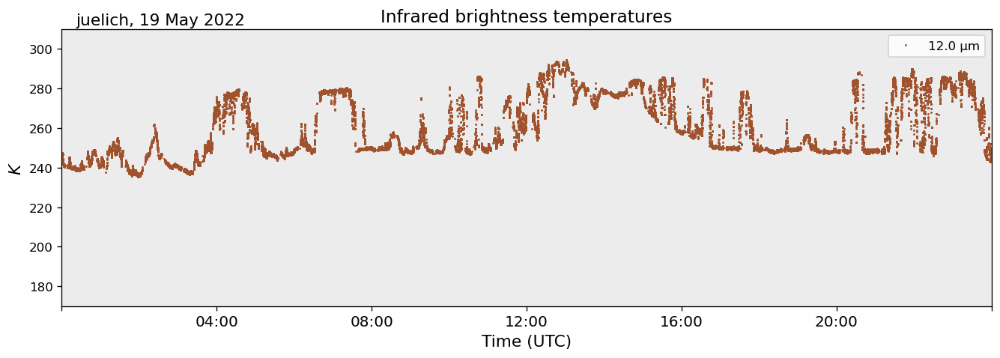 juelich, 19 May 2022
Infrared brightness temperatures
12.0 µm
300
280
260
240
220
200
180
K
04:00
08:00
12:00
16:00
20:00
Time (UTC)